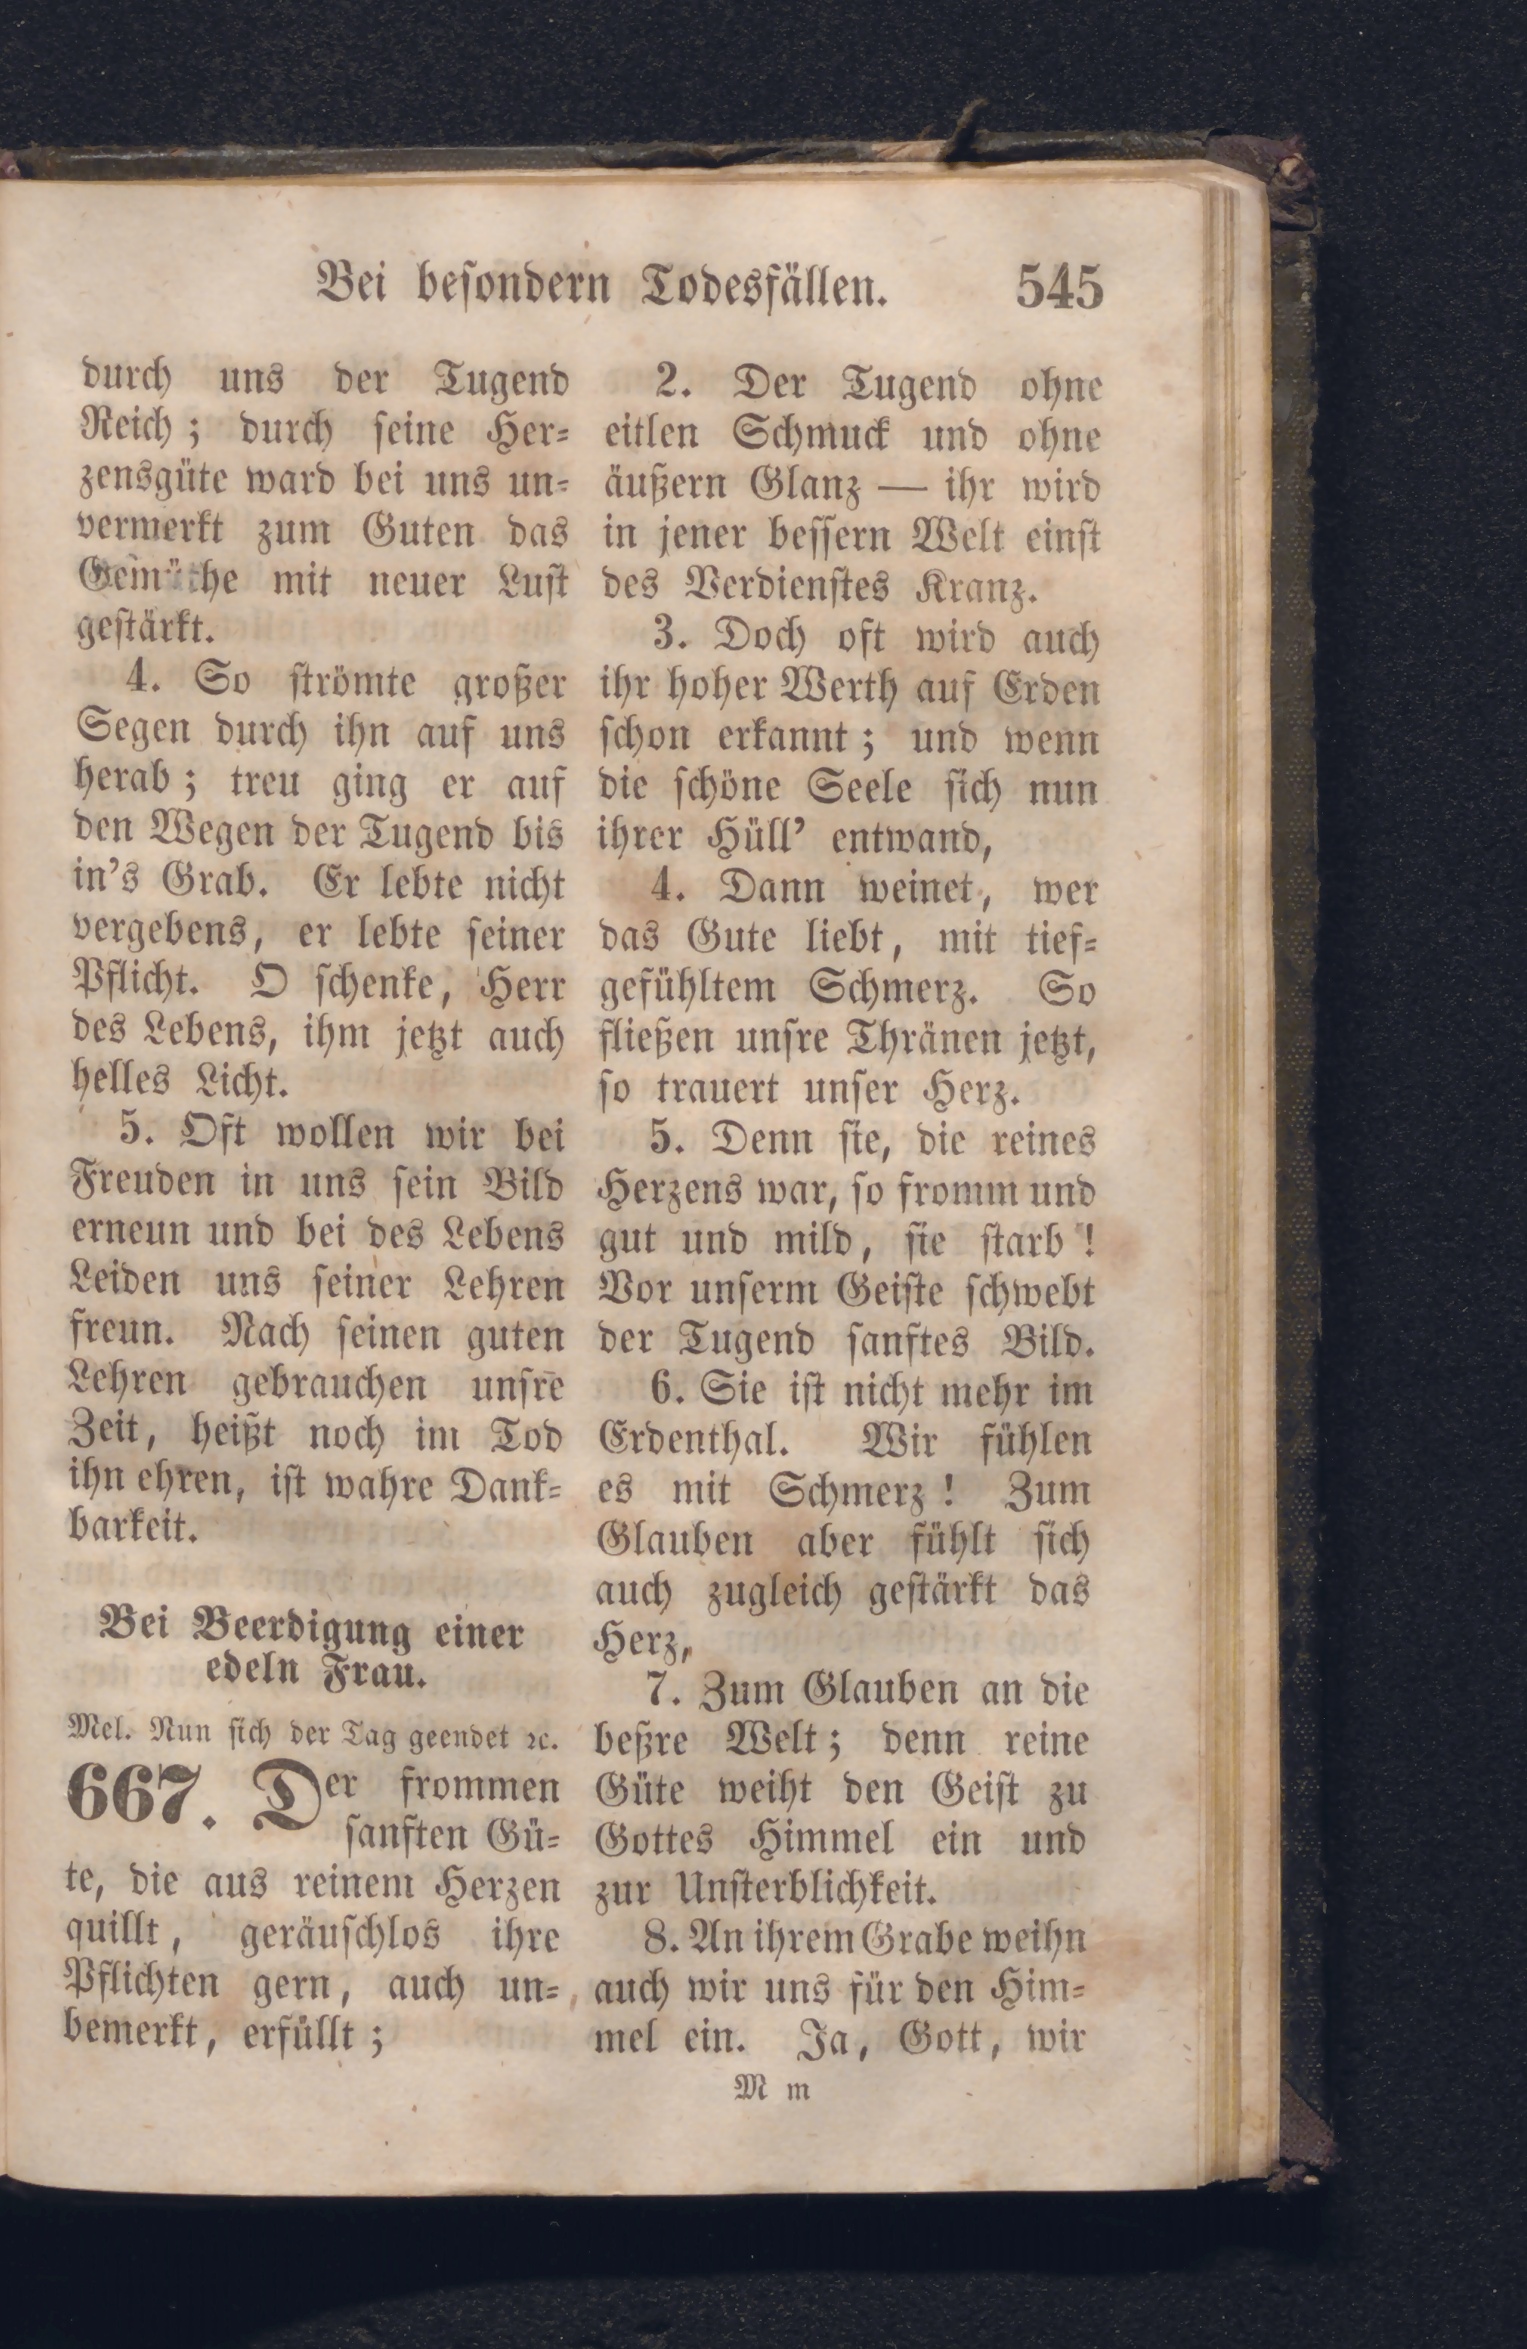 Bei beſondern Todesfällen. 545
durch uns der Tugend
Reich; durch ſeine Her-
zensgüte ward bei uns un-
vermerkt zum Guten das
Gemüthe mit neuer Luſt
geſtärkt.
4. So ſtrömte großer
Segen durch ihn auf uns
herab; treu ging er auf
den Wegen der Tugend bis
in's Grab. Er lebte nicht
vergebens, er lebte ſeiner
Pflicht. O ſchenke, Herr
des Lebens, ihm jetzt auch
helles Licht.
5. Oft wollen wir bei
Freuden in uns ſein Bild
erneun und bei des Lebens
Leiden uns ſeiner Lehren
freun. Nach ſeinen guten
Lehren gebrauchen unſre
Zeit, heißt noch im Tod
ihn ehren, iſt wahre Dank-
barkeit.
Bei Beerdigung einer
edeln Frau.
Mel. Nun ſich der Tag geendet ꝛc.
667. Der frommen
ſanften Gü-
te, die aus reinem Herzen
quillt, geräuſchlos ihre
Pflichten gern, auch un-
bemerkt, erfüllt;
2. Der Tugend ohne
eitlen Schmuck und ohne
äußern Glanz — ihr wird
in jener beſſern Welt einſt
des Verdienſtes Kranz.
3. Doch oft wird auch
ihr hoher Werth auf Erden
ſchon erkannt; und wenn
die ſchöne Seele ſich nun
ihrer Hüll' entwand,
4. Dann weinet, wer
das Gute liebt, mit tief-
gefühltem Schmerz. So
fließen unſre Thränen jetzt,
ſo trauert unſer Herz.
5. Denn ſie, die reines
Herzens war, ſo fromm und
gut und mild, ſie ſtarb!
Vor unſerm Geiſte ſchwebt
der Tugend ſanftes Bild.
6. Sie iſt nicht mehr im
Erdenthal. Wir fühlen
es mit Schmerz! Zum
Glauben aber fühlt ſich
auch zugleich geſtärkt das
Herz,
7. Zum Glauben an die
beßre Welt; denn reine
Güte weiht den Geiſt zu
Gottes Himmel ein und
zur Unſterblichkeit.
8. An ihrem Grabe weihn
auch wir uns für den Him-
mel ein. Ja, Gott, wir
M m